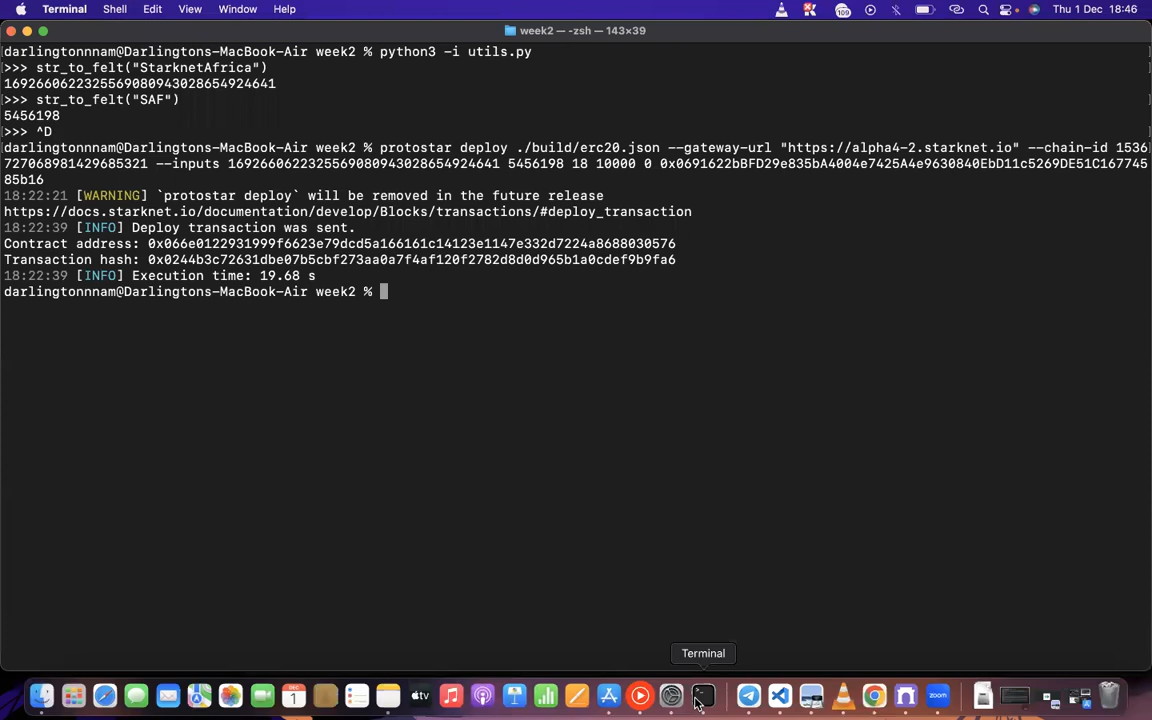 Terminal Shell Edit View Window Help 109 Thu 1 Dec 18:46
week2 — -zsh — 143×39
darlingtonnnam@Darlingtons-MacBook-Air week2 % python3 -i utils.py
>>> str_to_felt("StarknetAfrica")
1692660622325569080943028654924641
>>> str_to_felt("SAF")
5456198
>>> ^D
darlingtonnnam@Darlingtons-MacBook-Air week2 % protostar deploy ./build/erc20.json --gateway-url "https://alpha4-2.starknet.io" --chain-id 1536
727068981429685321 --inputs 1692660622325569080943028654924641 5456198 18 10000 0 0x0691622bBFD29e835bA4004e7425A4e9630840EbD11c5269DE51C167745
85b16
18:22:21 [WARNING] `protostar deploy` will be removed in the future release
https://docs.starknet.io/documentation/develop/Blocks/transactions/#deploy_transaction
18:22:39 [INFO] Deploy transaction was sent.
Contract address: 0x066e0122931999f6623e79dcd5a166161c14123e1147e332d7224a8688030576
Transaction hash: 0x0244b3c72631dbe07b5cbf273aa0a7f4af120f2782d8d0d965b1a0cdef9b9fa6
18:22:39 [INFO] Execution time: 19.68 s
darlingtonnnam@Darlingtons-MacBook-Air week2 %
Terminal
DEC
1
tv
zoom